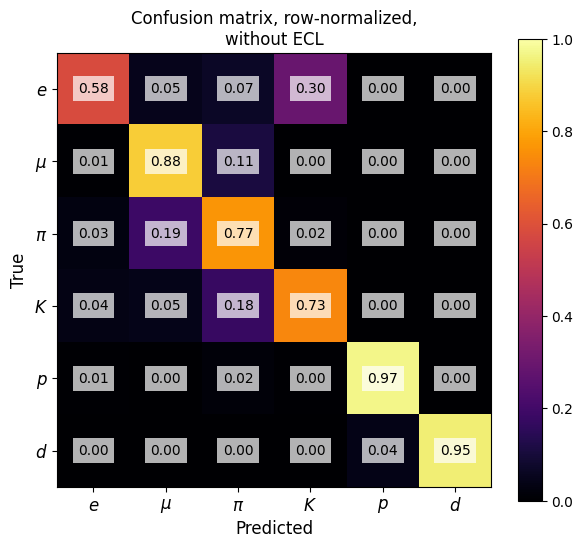 Confusion matrix, row-normalized,
without ECL
1.0
e 0.58 0.05 0.07 0.30 0.00 0.00
μ 0.01 0.88 0.11 0.00 0.00 0.00
0.8
π 0.03 0.19 0.77 0.02 0.00 0.00
0.6
True
K 0.04 0.05 0.18 0.73 0.00 0.00
0.4
p 0.01 0.00 0.02 0.00 0.97 0.00
0.2
d 0.00 0.00 0.00 0.00 0.04 0.95
0.0
e μ π K p d
Predicted